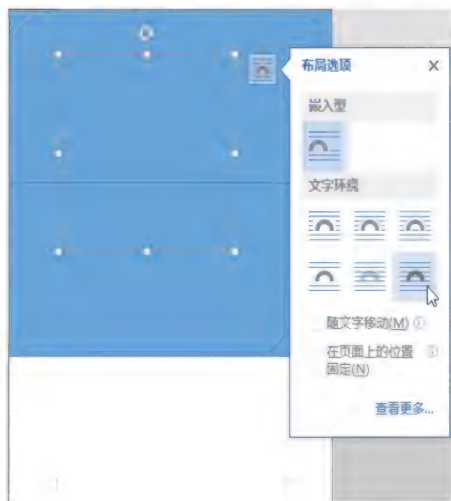 布局选项
嵌入型
文字环绕
随文字移动(M)
在页面上的位置
固定(N)
查看更多...